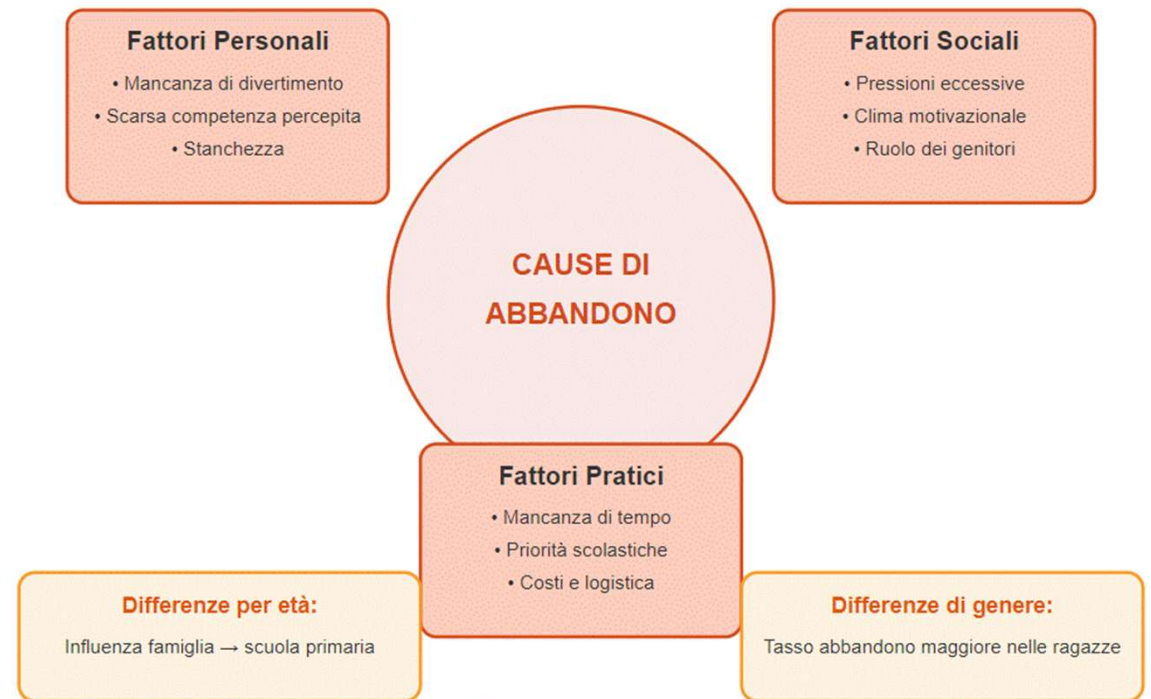 Fattori Personali
• Mancanza di divertimento
• Scarsa competenza percepita
• Stanchezza
Fattori Sociali
• Pressioni eccessive
• Clima motivazionale
• Ruolo dei genitori
CAUSE DI
ABBANDONO
Fattori Pratici
• Mancanza di tempo
• Priorità scolastiche
• Costi e logistica
Differenze per età:
Influenza famiglia → scuola primaria
Differenze di genere:
Tasso abbandono maggiore nelle ragazze